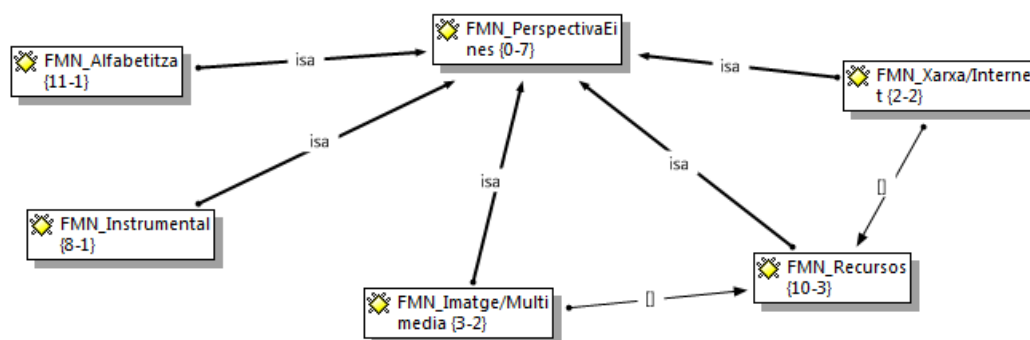 FMN_PerspectivaEi
nes {0-7}
FMN_Alfabetitza
{11-1}
isa
isa
FMN_Xarxa/Interne
t {2-2}
isa
isa
isa
[]
FMN_Instrumental
{8-1}
FMN_Recursos
{10-3}
FMN_Imatge/Multi
media {3-2}
[]